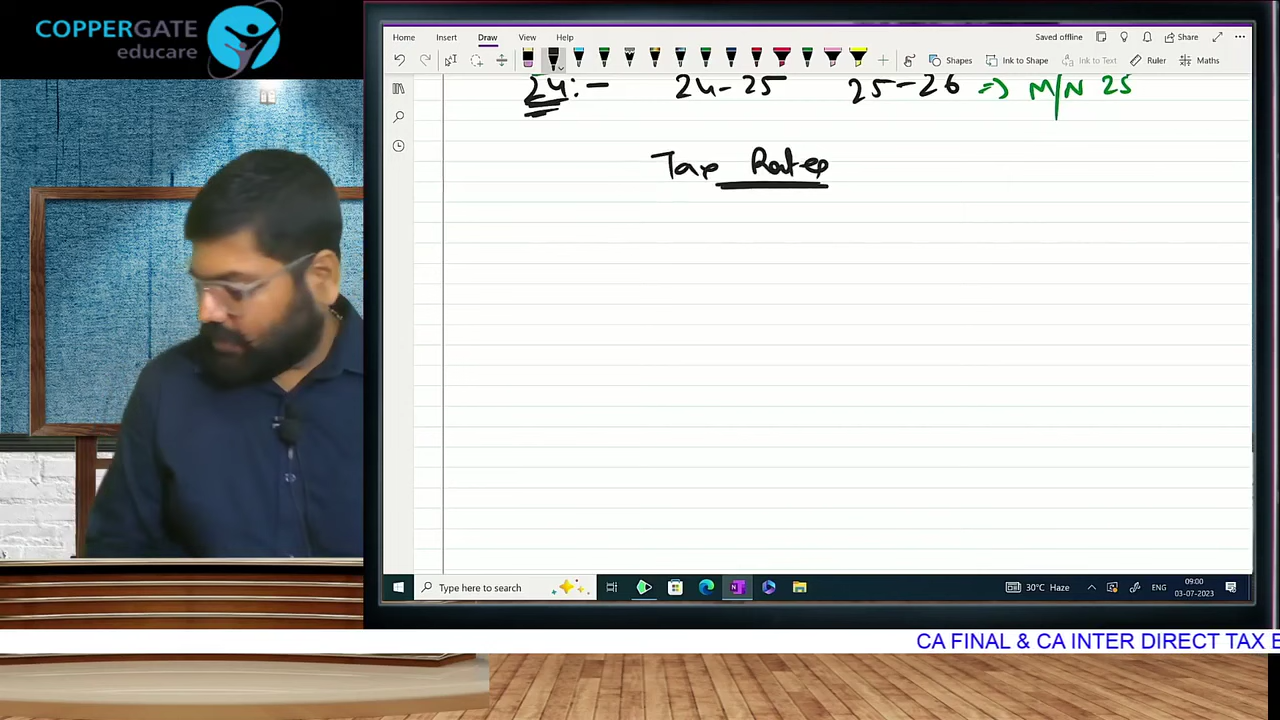 COPPERGATE
educare
Home Insert Draw View Help
Saved offline
Share
Shapes
Ink to Shape
Ink to Text
Ruler
Maths
24:- 24-25 25-26 => M/N 25
Tax Rates
Type here to search
30°C Haze
ENG
09:00
03-07-2023
CA FINAL & CA INTER DIRECT TAX E